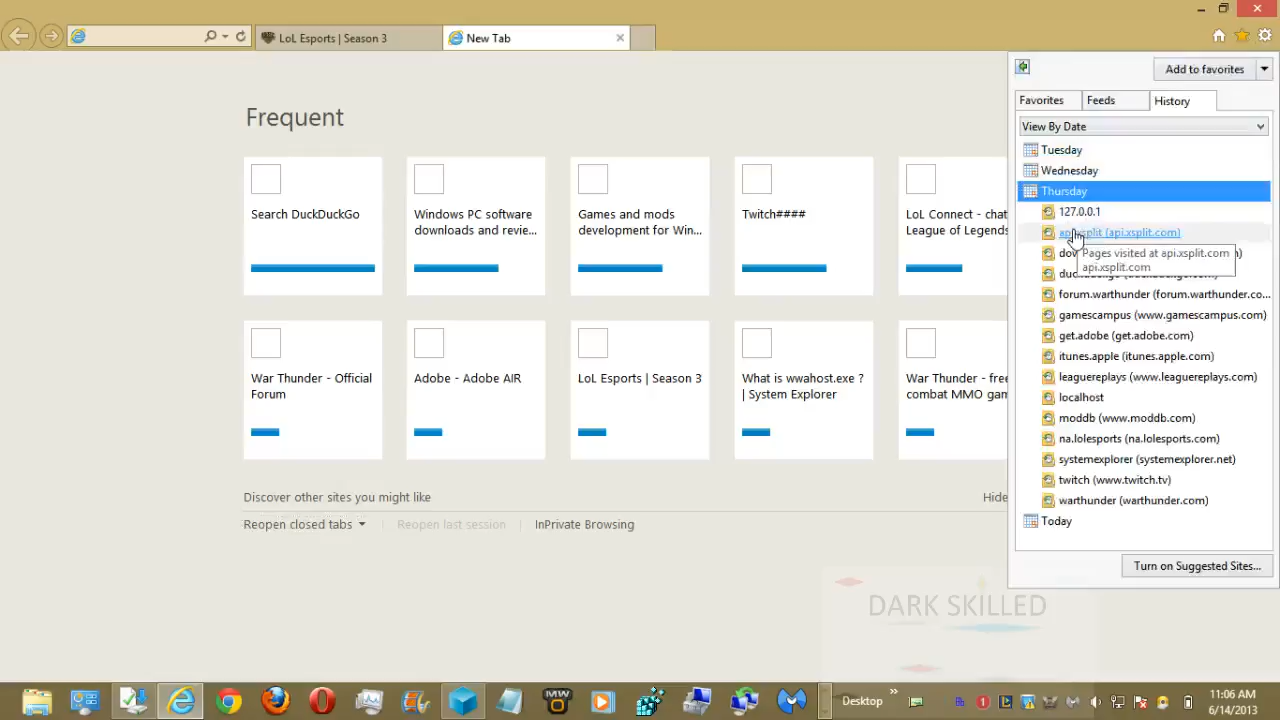 LoL Esports | Season 3
New Tab
Add to favorites
Favorites
Feeds
History
View By Date
Tuesday
Wednesday
Thursday
127.0.0.1
api.xsplit (api.xsplit.com)
Pages visited at api.xsplit.com
api.xsplit.com
forum.warthunder (forum.warthunder.co...
gamescampus (www.gamescampus.com)
get.adobe (get.adobe.com)
itunes.apple (itunes.apple.com)
leaguereplays (www.leaguereplays.com)
localhost
moddb (www.moddb.com)
na.lolesports (na.lolesports.com)
systemexplorer (systemexplorer.net)
twitch (www.twitch.tv)
warthunder (warthunder.com)
Today
Turn on Suggested Sites...
Frequent
Search DuckDuckGo
Windows PC software
downloads and revie...
Games and mods
development for Win...
Twitch####
LoL Connect - chat
League of Legends
War Thunder - Official
Forum
Adobe - Adobe AIR
LoL Esports | Season 3
What is wwahost.exe ?
| System Explorer
War Thunder - free
combat MMO gam
Discover other sites you might like
Hide
Reopen closed tabs
Reopen last session
InPrivate Browsing
DARK SKILLED
MW
Desktop
11:06 AM
6/14/2013